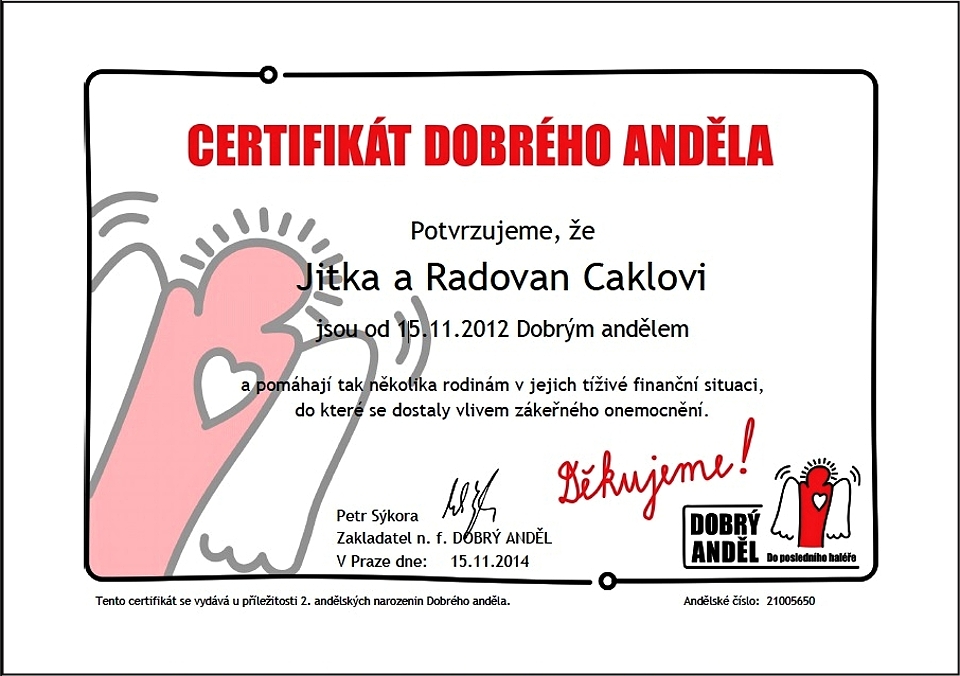 CERTIFIKÁT DOBRÉHO ANDĚLA
Potvrzujeme, že
Jitka a Radovan Caklovi
jsou od 15.11.2012 Dobrým andělem
a pomáhají tak několika rodinám v jejich tíživé finanční situaci,
do které se dostaly vlivem zákeřného onemocnění.
Děkujeme!
Petr Sýkora
Zakladatel n. f. DOBRÝ ANDĚL
V Praze dne: 15.11.2014
DOBRÝ
ANDĚL
Do posledního haléře
Tento certifikát se vydává u příležitosti 2. andělských narozenin Dobrého anděla.
Andělské číslo: 21005650